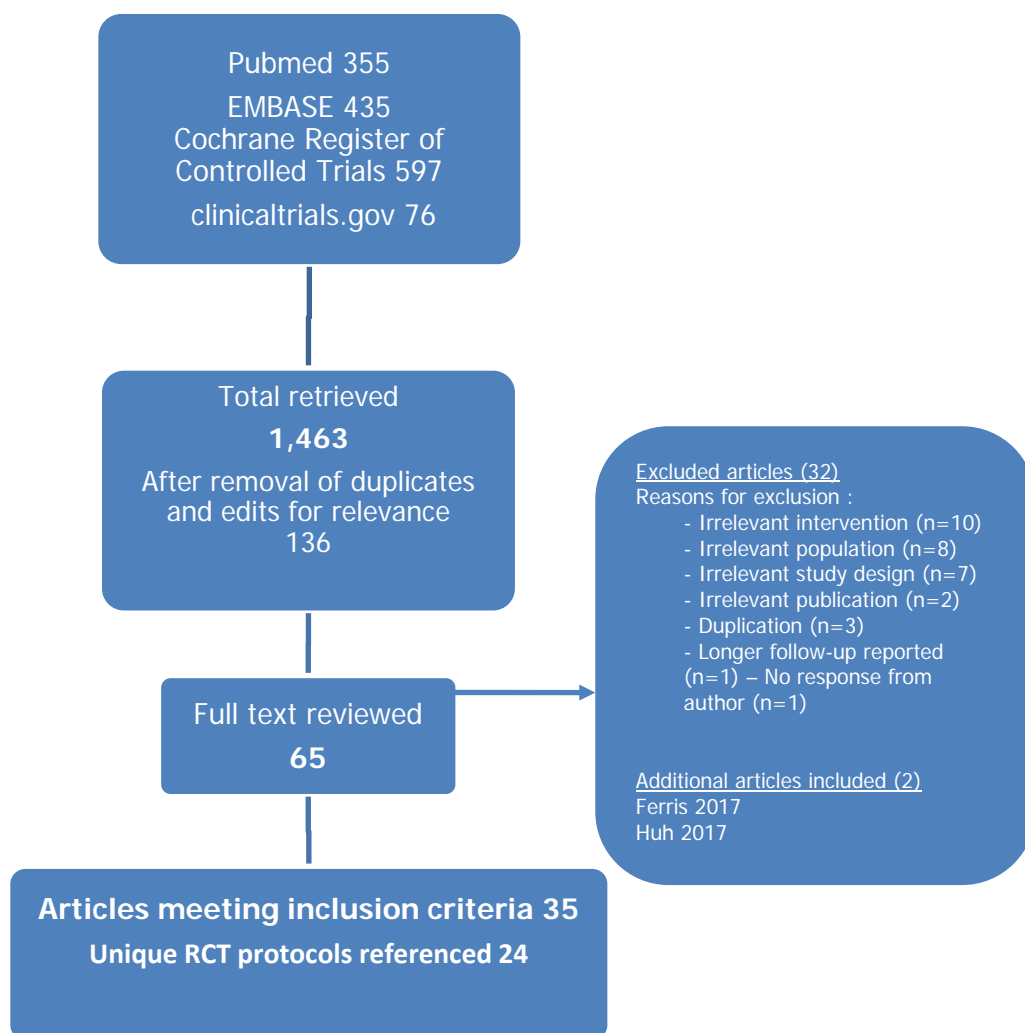 Pubmed 355
EMBASE 435
Cochrane Register of
Controlled Trials 597
clinicaltrials.gov 76
Total retrieved
1,463
After removal of duplicates
and edits for relevance
136
Excluded articles (32)
Reasons for exclusion :
- Irrelevant intervention (n=10)
- Irrelevant population (n=8)
- Irrelevant study design (n=7)
- Irrelevant publication (n=2)
- Duplication (n=3)
- Longer follow-up reported
(n=1) – No response from
author (n=1)
Additional articles included (2)
Ferris 2017
Huh 2017
Full text reviewed
65
Articles meeting inclusion criteria 35
Unique RCT protocols referenced 24